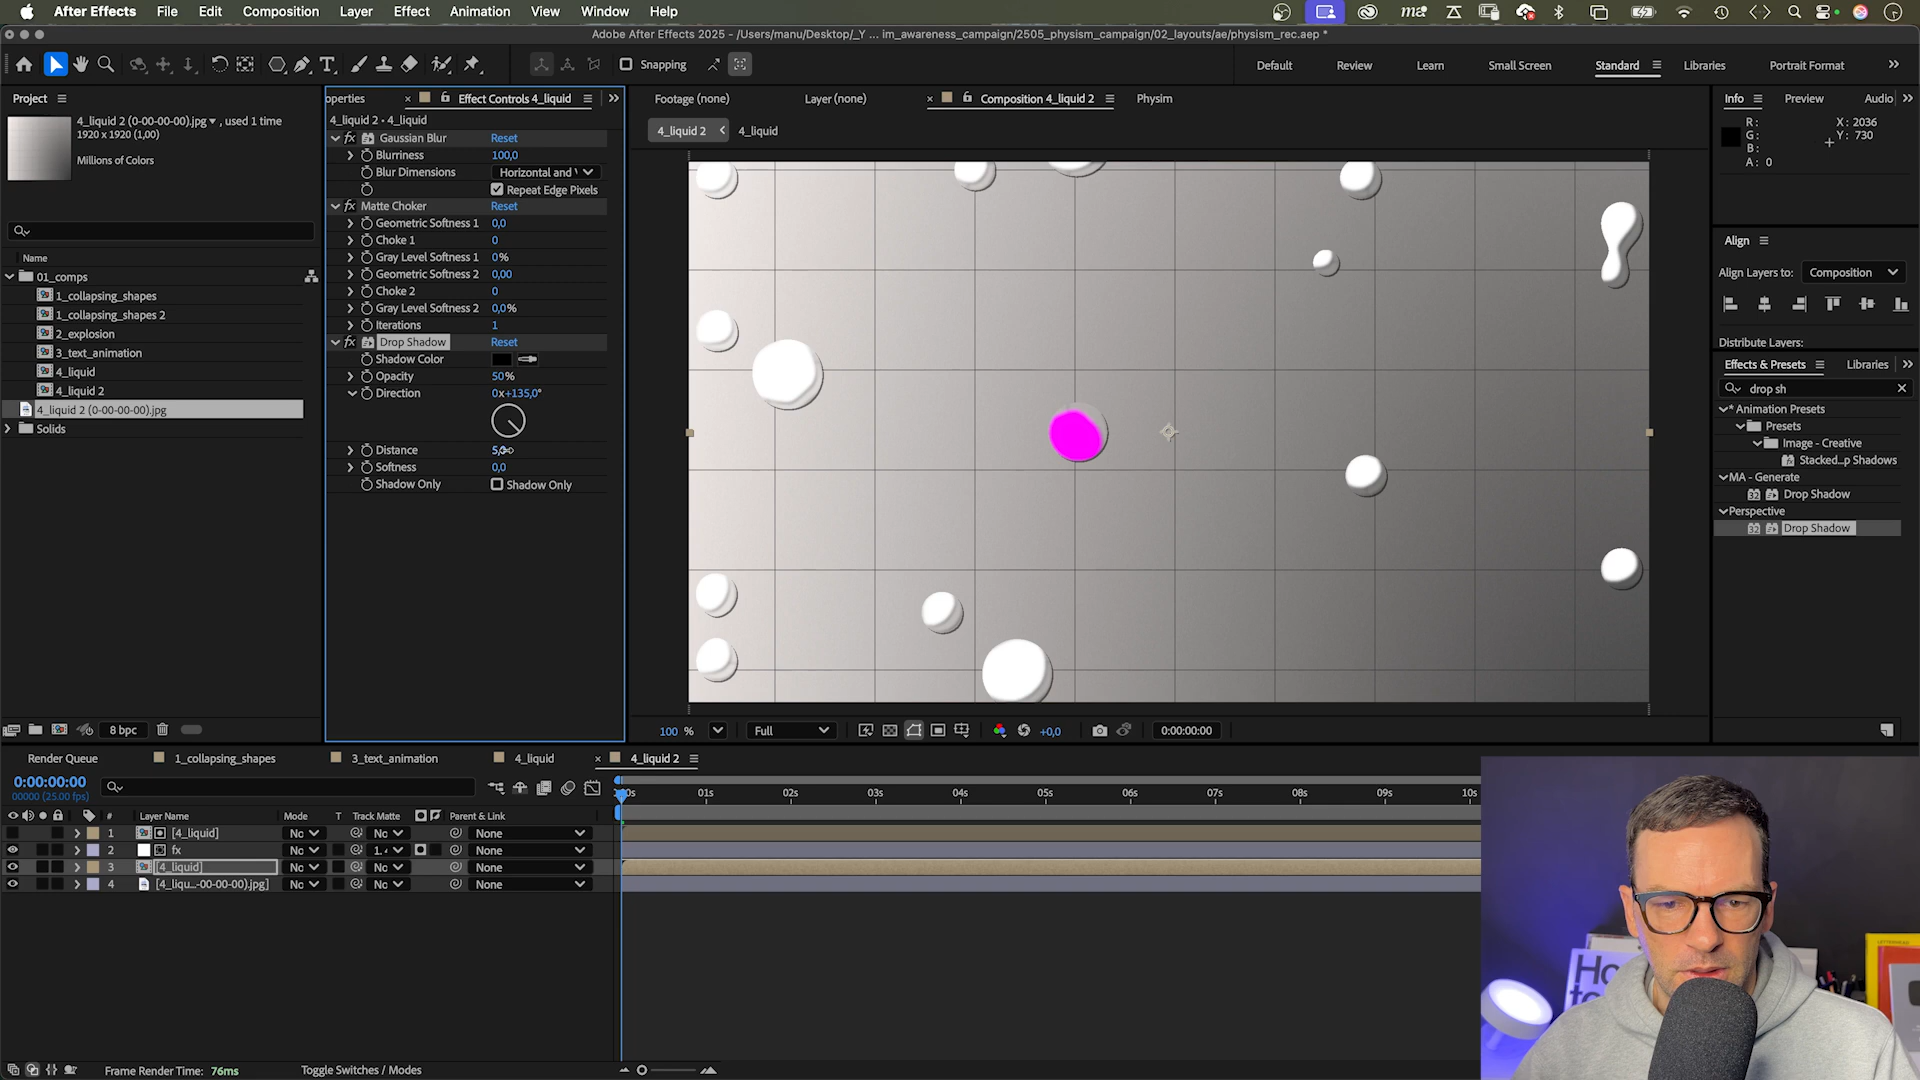 After Effects File Edit Composition Layer Effect Animation View Window Help
Adobe After Effects 2025 - /Users/manu/Desktop/_Y ... im_awareness_campaign/2505_physism_campaign/02_layouts/ae/physism_rec.aep *
Snapping Default Review Learn Small Screen Standard Libraries Portrait Format
Project
4_liquid 2 (0-00-00-00).jpg , used 1 time
1920 x 1920 (1,00)
Millions of Colors
Name
01_comps
1_collapsing_shapes
1_collapsing_shapes 2
2_explosion
3_text_animation
4_liquid
4_liquid 2
4_liquid 2 (0-00-00-00).jpg
Solids
8 bpc
operties Effect Controls 4_liquid
4_liquid 2 • 4_liquid
fx Gaussian Blur Reset
Blurriness 100,0
Blur Dimensions Horizontal and
Repeat Edge Pixels
fx Matte Choker Reset
Geometric Softness 1 0,0
Choke 1 0
Gray Level Softness 1 0%
Geometric Softness 2 0,00
Choke 2 0
Gray Level Softness 2 0,0%
Iterations 1
fx Drop Shadow Reset
Shadow Color
Opacity 50%
Direction 0x+135,0°
Distance
Softness 0,0
Shadow Only Shadow Only
Footage (none) Layer (none) Composition 4_liquid 2 Physim
4_liquid 2 4_liquid
100 % Full +0,0 0:00:00:00
Info Preview Audio
R: X: 2036
G: Y: 730
B:
A: 0
Align
Align Layers to: Composition
Distribute Layers:
Effects & Presets Libraries
drop sh
* Animation Presets
Presets
Image - Creative
Stacked...p Shadows
MA - Generate
32 Drop Shadow
Perspective
32 Drop Shadow
Render Queue 1_collapsing_shapes 3_text_animation 4_liquid 4_liquid 2
0:00:00:00
00000 (25.00 fps)
01s 02s 03s 04s 05s 06s 07s 08s 09s 10s
# Layer Name Mode T Track Matte Parent & Link
1 [4_liquid] No No None
2 fx No 1. None
3 [4_liquid] No No None
4 [4_liqu...-00-00-00).jpg] No No None
Frame Render Time: 76ms Toggle Switches / Modes